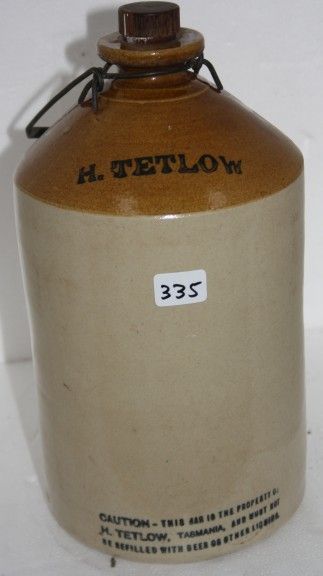 H. TETLOW
335
CAUTION - THIS JAR IS THE PROPERTY OF
H. TETLOW, TASMANIA, AND MUST NOT
BE REFILLED WITH BEER OR OTHER LIQUIDS.